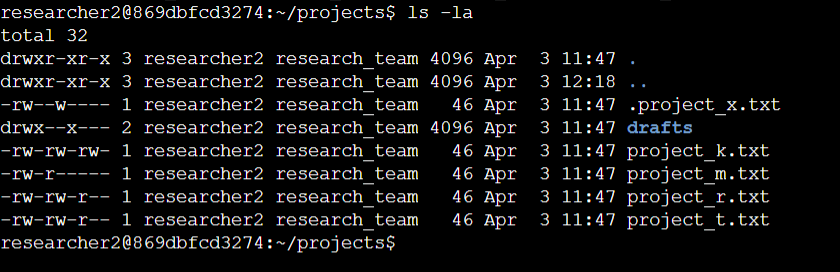 researcher2@869dbfcd3274:~/projects$ ls -la
total 32
drwxr-xr-x 3 researcher2 research_team 4096 Apr  3 11:47 .
drwxr-xr-x 3 researcher2 research_team 4096 Apr  3 12:18 ..
-rw--w---- 1 researcher2 research_team   46 Apr  3 11:47 .project_x.txt
drwx--x--- 2 researcher2 research_team 4096 Apr  3 11:47 drafts
-rw-rw-rw- 1 researcher2 research_team   46 Apr  3 11:47 project_k.txt
-rw-r----- 1 researcher2 research_team   46 Apr  3 11:47 project_m.txt
-rw-rw-r-- 1 researcher2 research_team   46 Apr  3 11:47 project_r.txt
-rw-rw-r-- 1 researcher2 research_team   46 Apr  3 11:47 project_t.txt
researcher2@869dbfcd3274:~/projects$